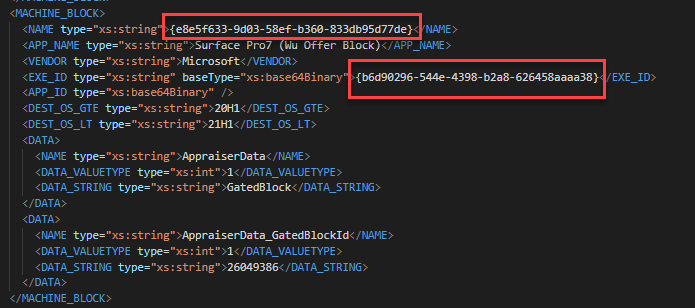 <MACHINE_BLOCK>
<NAME type="xs:string">{e8e5f633-9d03-58ef-b360-833db95d77de}</NAME>
<APP_NAME type="xs:string">Surface Pro7 (Wu Offer Block)</APP_NAME>
<VENDOR type="xs:string">Microsoft</VENDOR>
<EXE_ID type="xs:string" baseType="xs:base64Binary">{b6d90296-544e-4398-b2a8-626458aaaa38}</EXE_ID>
<APP_ID type="xs:base64Binary" />
<DEST_OS_GTE type="xs:string">20H1</DEST_OS_GTE>
<DEST_OS_LT type="xs:string">21H1</DEST_OS_LT>
<DATA>
<NAME type="xs:string">AppraiserData</NAME>
<DATA_VALUETYPE type="xs:int">1</DATA_VALUETYPE>
<DATA_STRING type="xs:string">GatedBlock</DATA_STRING>
</DATA>
<DATA>
<NAME type="xs:string">AppraiserData_GatedBlockId</NAME>
<DATA_VALUETYPE type="xs:int">1</DATA_VALUETYPE>
<DATA_STRING type="xs:string">26049386</DATA_STRING>
</DATA>
</MACHINE_BLOCK>